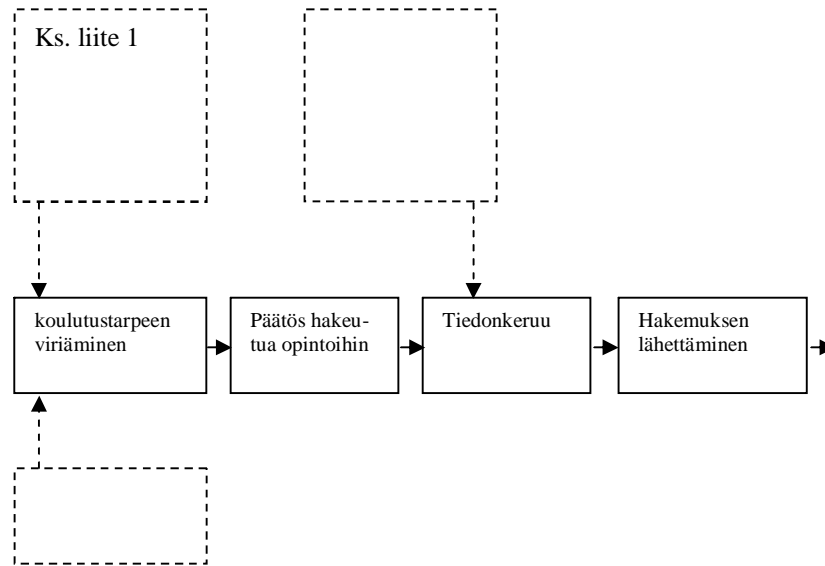 Ks. liite 1
koulutustarpeen
viriäminen
Päätös hakeu-
tua opintoihin
Tiedonkeruu
Hakemuksen
lähettäminen